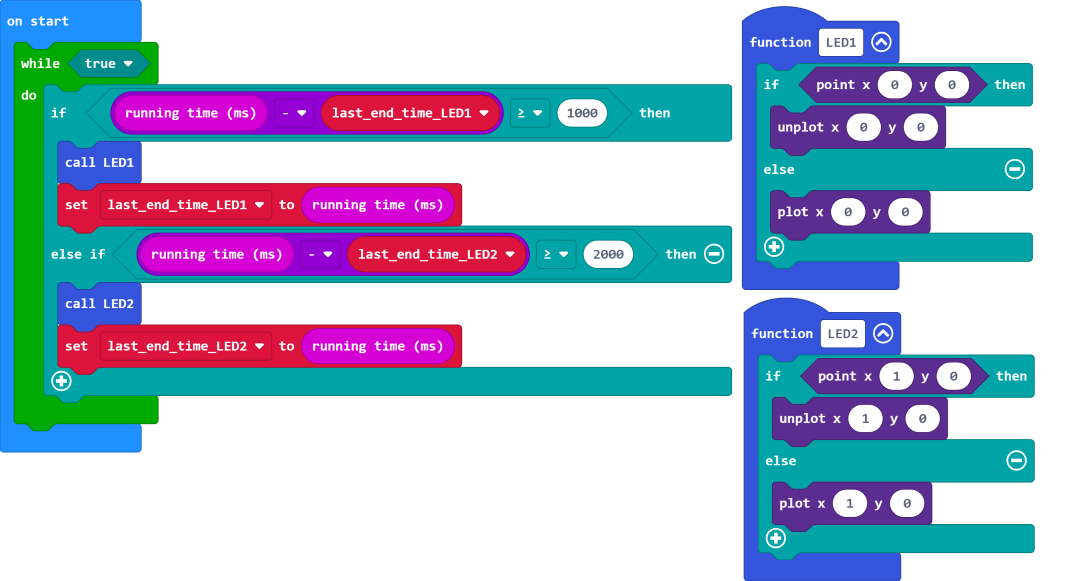 on start
while true
do
if running time (ms) - last_end_time_LED1 ≥ 1000 then
call LED1
set last_end_time_LED1 to running time (ms)
else if running time (ms) - last_end_time_LED2 ≥ 2000 then
call LED2
set last_end_time_LED2 to running time (ms)
function LED1
if point x 0 y 0 then
unplot x 0 y 0
else
plot x 0 y 0
function LED2
if point x 1 y 0 then
unplot x 1 y 0
else
plot x 1 y 0